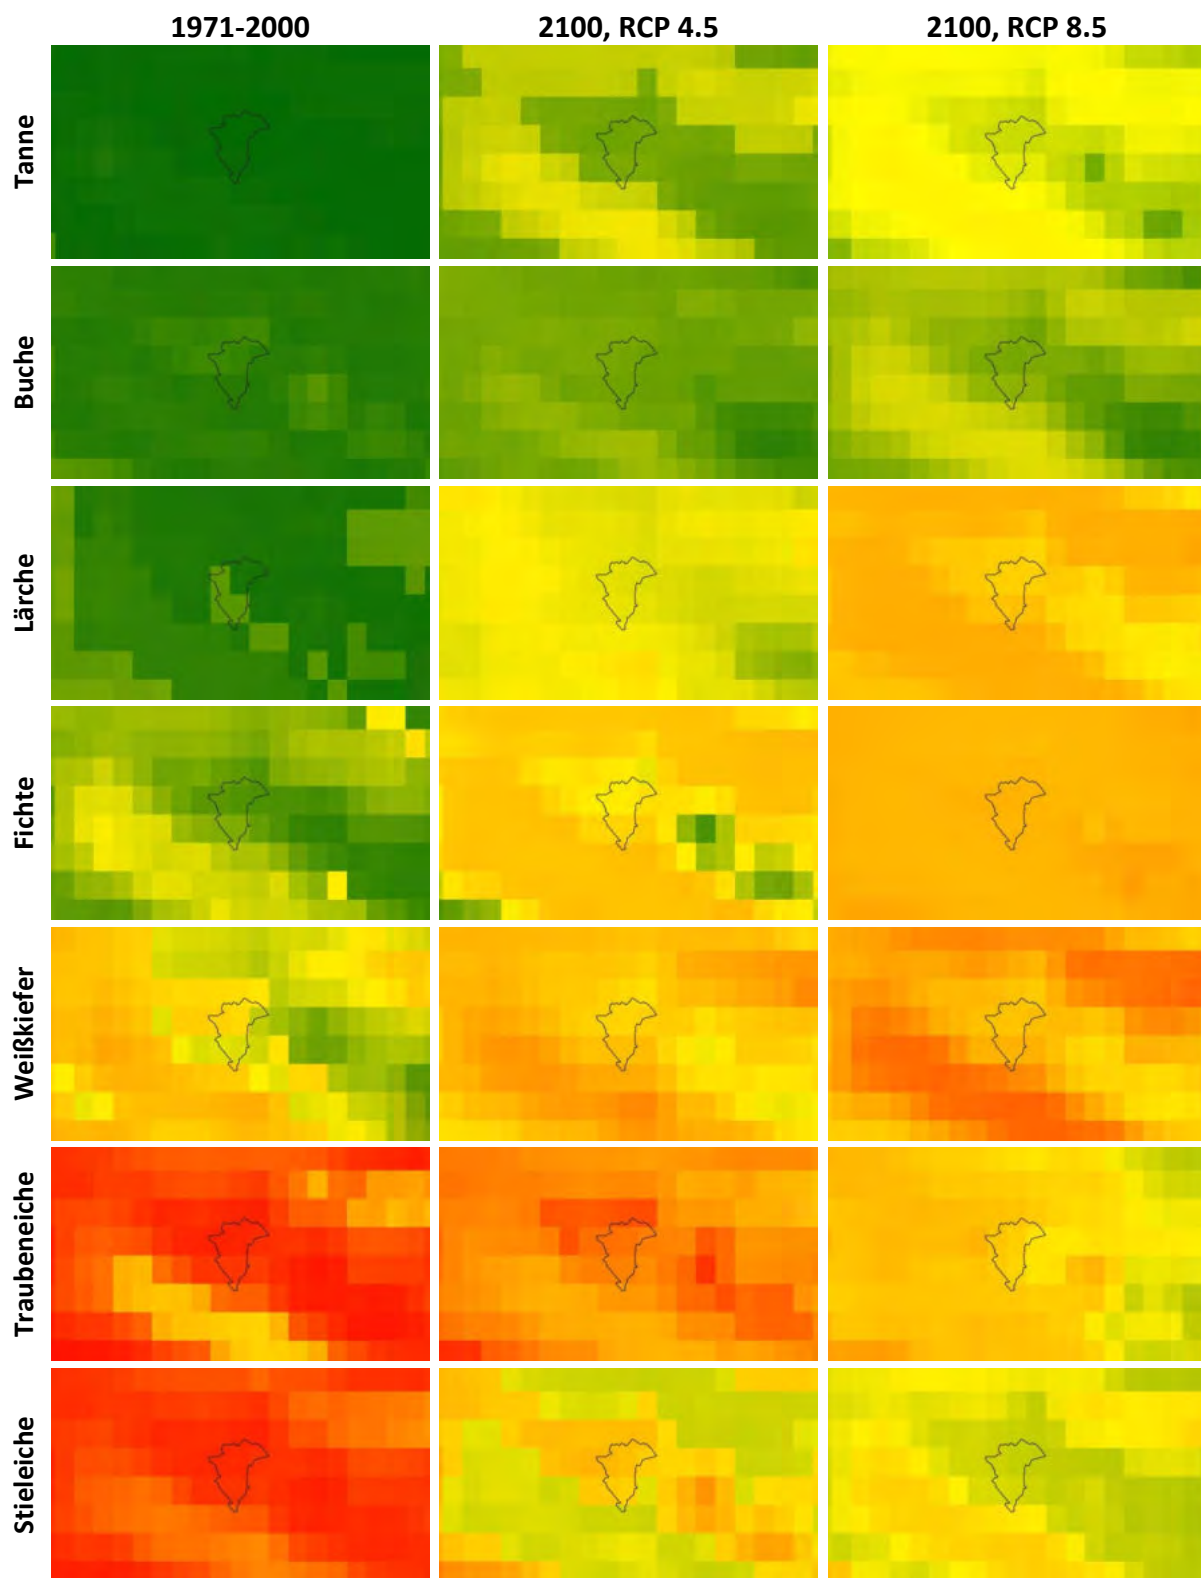 1971-2000
2100, RCP 4.5
2100, RCP 8.5
Tanne
Buche
Lärche
Fichte
Weißkiefer
Traubeneiche
Stieleiche